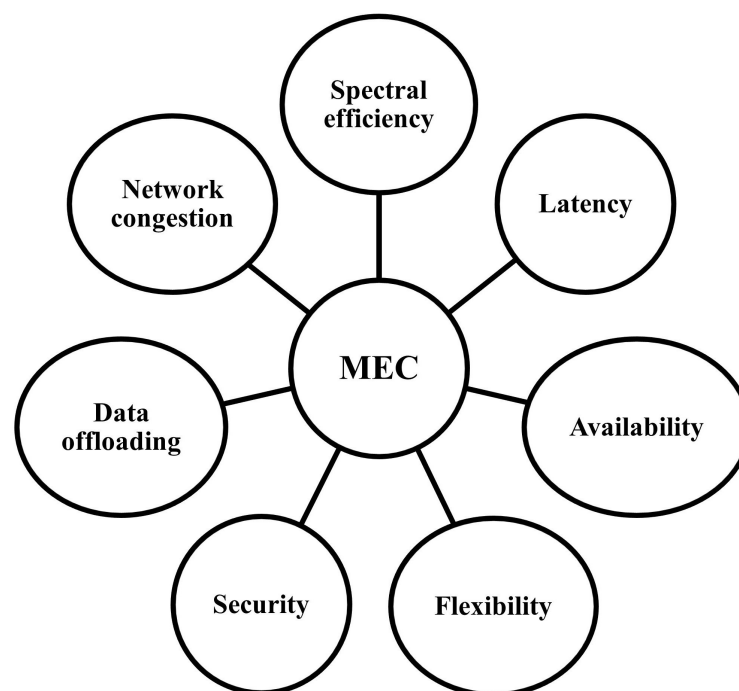 Spectral
efficiency
Network
congestion
Latency
MEC
Data
offloading
Availability
Security
Flexibility